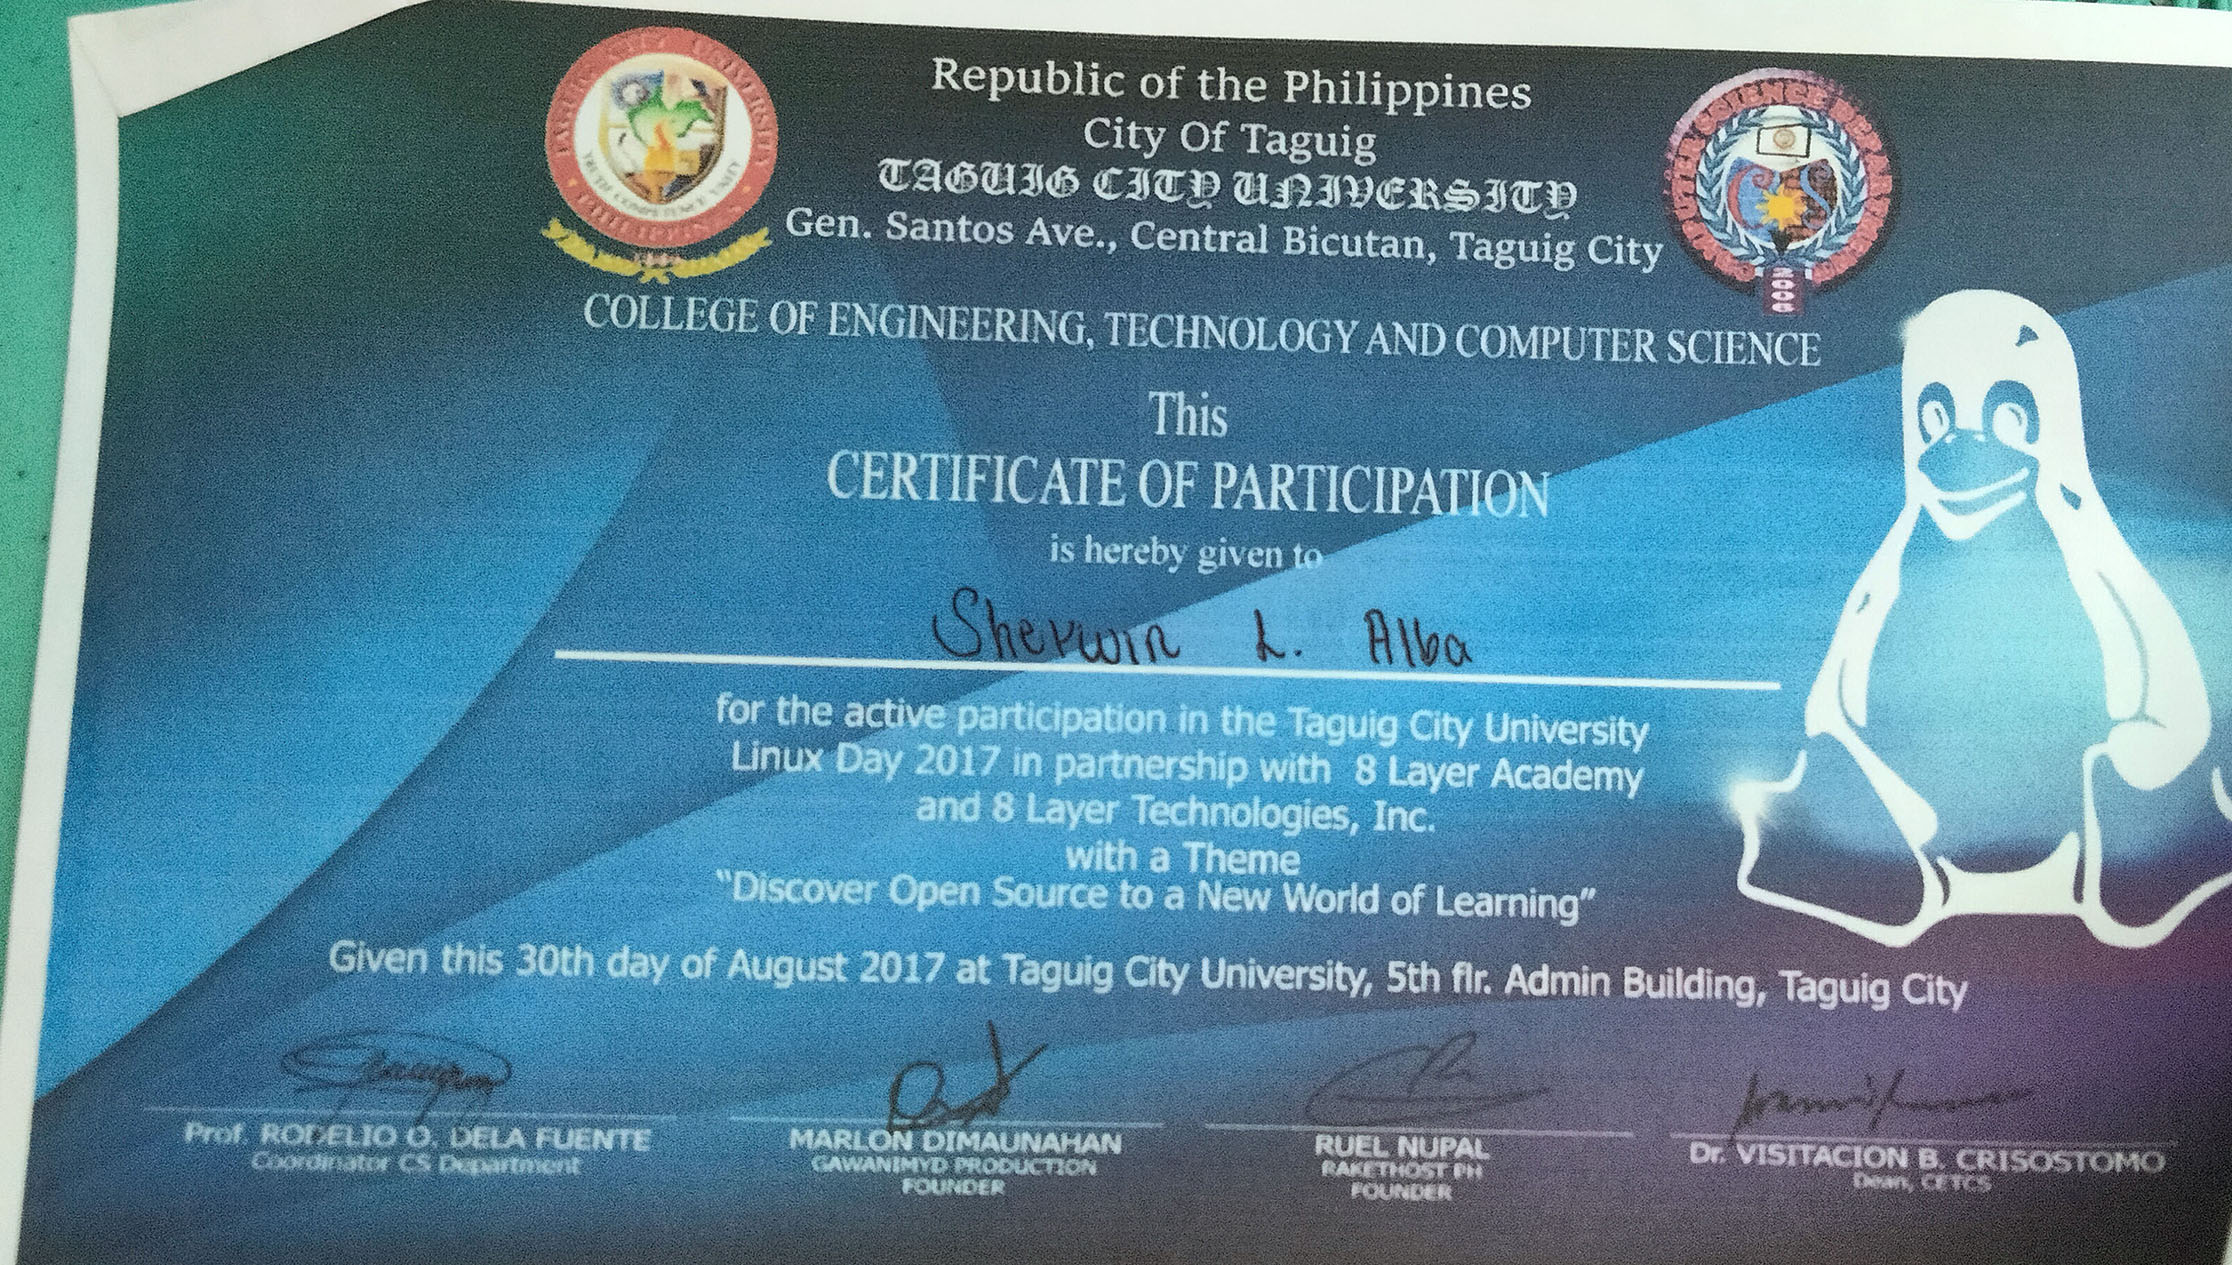 Republic of the Philippines
City Of Taguig
TAGUIG CITY UNIVERSITY
Gen. Santos Ave., Central Bicutan, Taguig City
2006
COLLEGE OF ENGINEERING, TECHNOLOGY AND COMPUTER SCIENCE
This
CERTIFICATE OF PARTICIPATION
is hereby given to
Sherwin L. Alba
for the active participation in the Taguig City University
Linux Day 2017 in partnership with 8 Layer Academy
and 8 Layer Technologies, Inc.
with a Theme
“Discover Open Source to a New World of Learning”
Given this 30th day of August 2017 at Taguig City University, 5th flr. Admin Building, Taguig City
Prof. RODELIO O. DELA FUENTE
Coordinator CS Department
MARLON DIMAUNAHAN
GAWANIMYD PRODUCTION
FOUNDER
RUEL NUPAL
RAKETHOST PH
FOUNDER
Dr. VISITACION B. CRISOSTOMO
Dean, CETCS